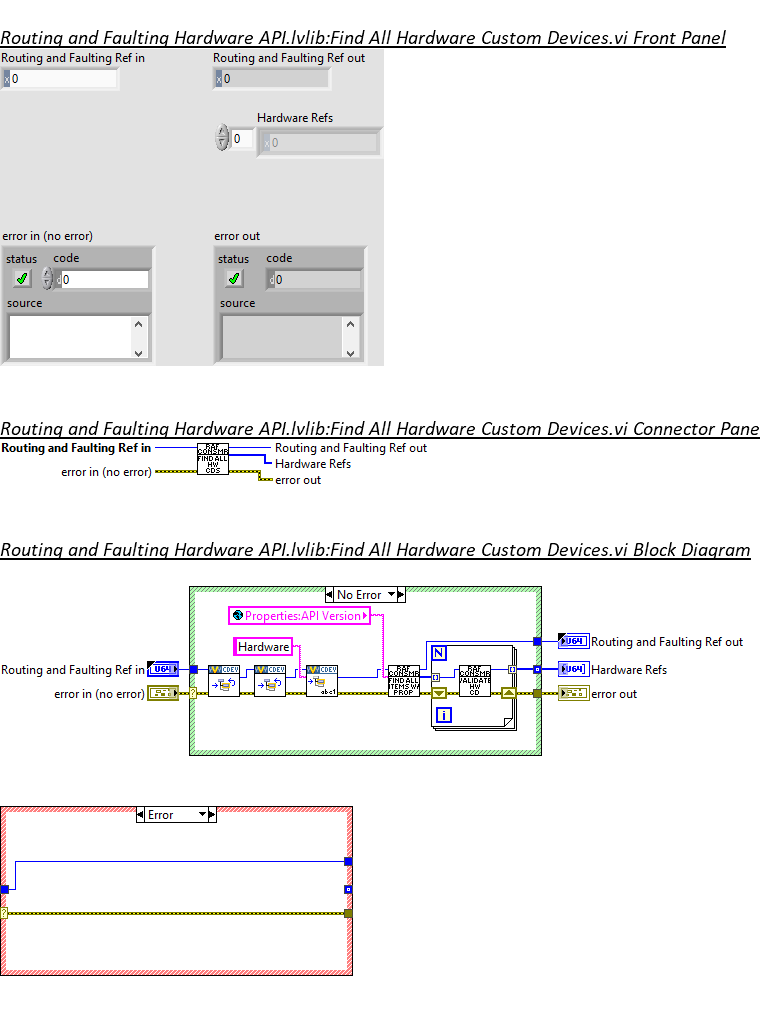 Routing and Faulting Hardware API.lvlib:Find All Hardware Custom Devices.vi Front Panel
Routing and Faulting Ref in
Routing and Faulting Ref out
x 0
x 0
Hardware Refs
0
x 0
error in (no error)
error out
status
code
status
code
d 0
d 0
source
source
Routing and Faulting Hardware API.lvlib:Find All Hardware Custom Devices.vi Connector Pane
Routing and Faulting Ref in
error in (no error)
RAF
CONSMR
FIND ALL
HW
CDS
Routing and Faulting Ref out
Hardware Refs
error out
Routing and Faulting Hardware API.lvlib:Find All Hardware Custom Devices.vi Block Diagram
No Error
Properties:API Version
Hardware
Routing and Faulting Ref in
U64
error in (no error)
?
CDEV
CDEV
CDEV
abc1
RAF
CONSMR
FIND ALL
ITEMS W/
PROP
N
RAF
CONSMR
VALIDATE
HW
CD
i
U64
Routing and Faulting Ref out
U64
Hardware Refs
error out
Error
?